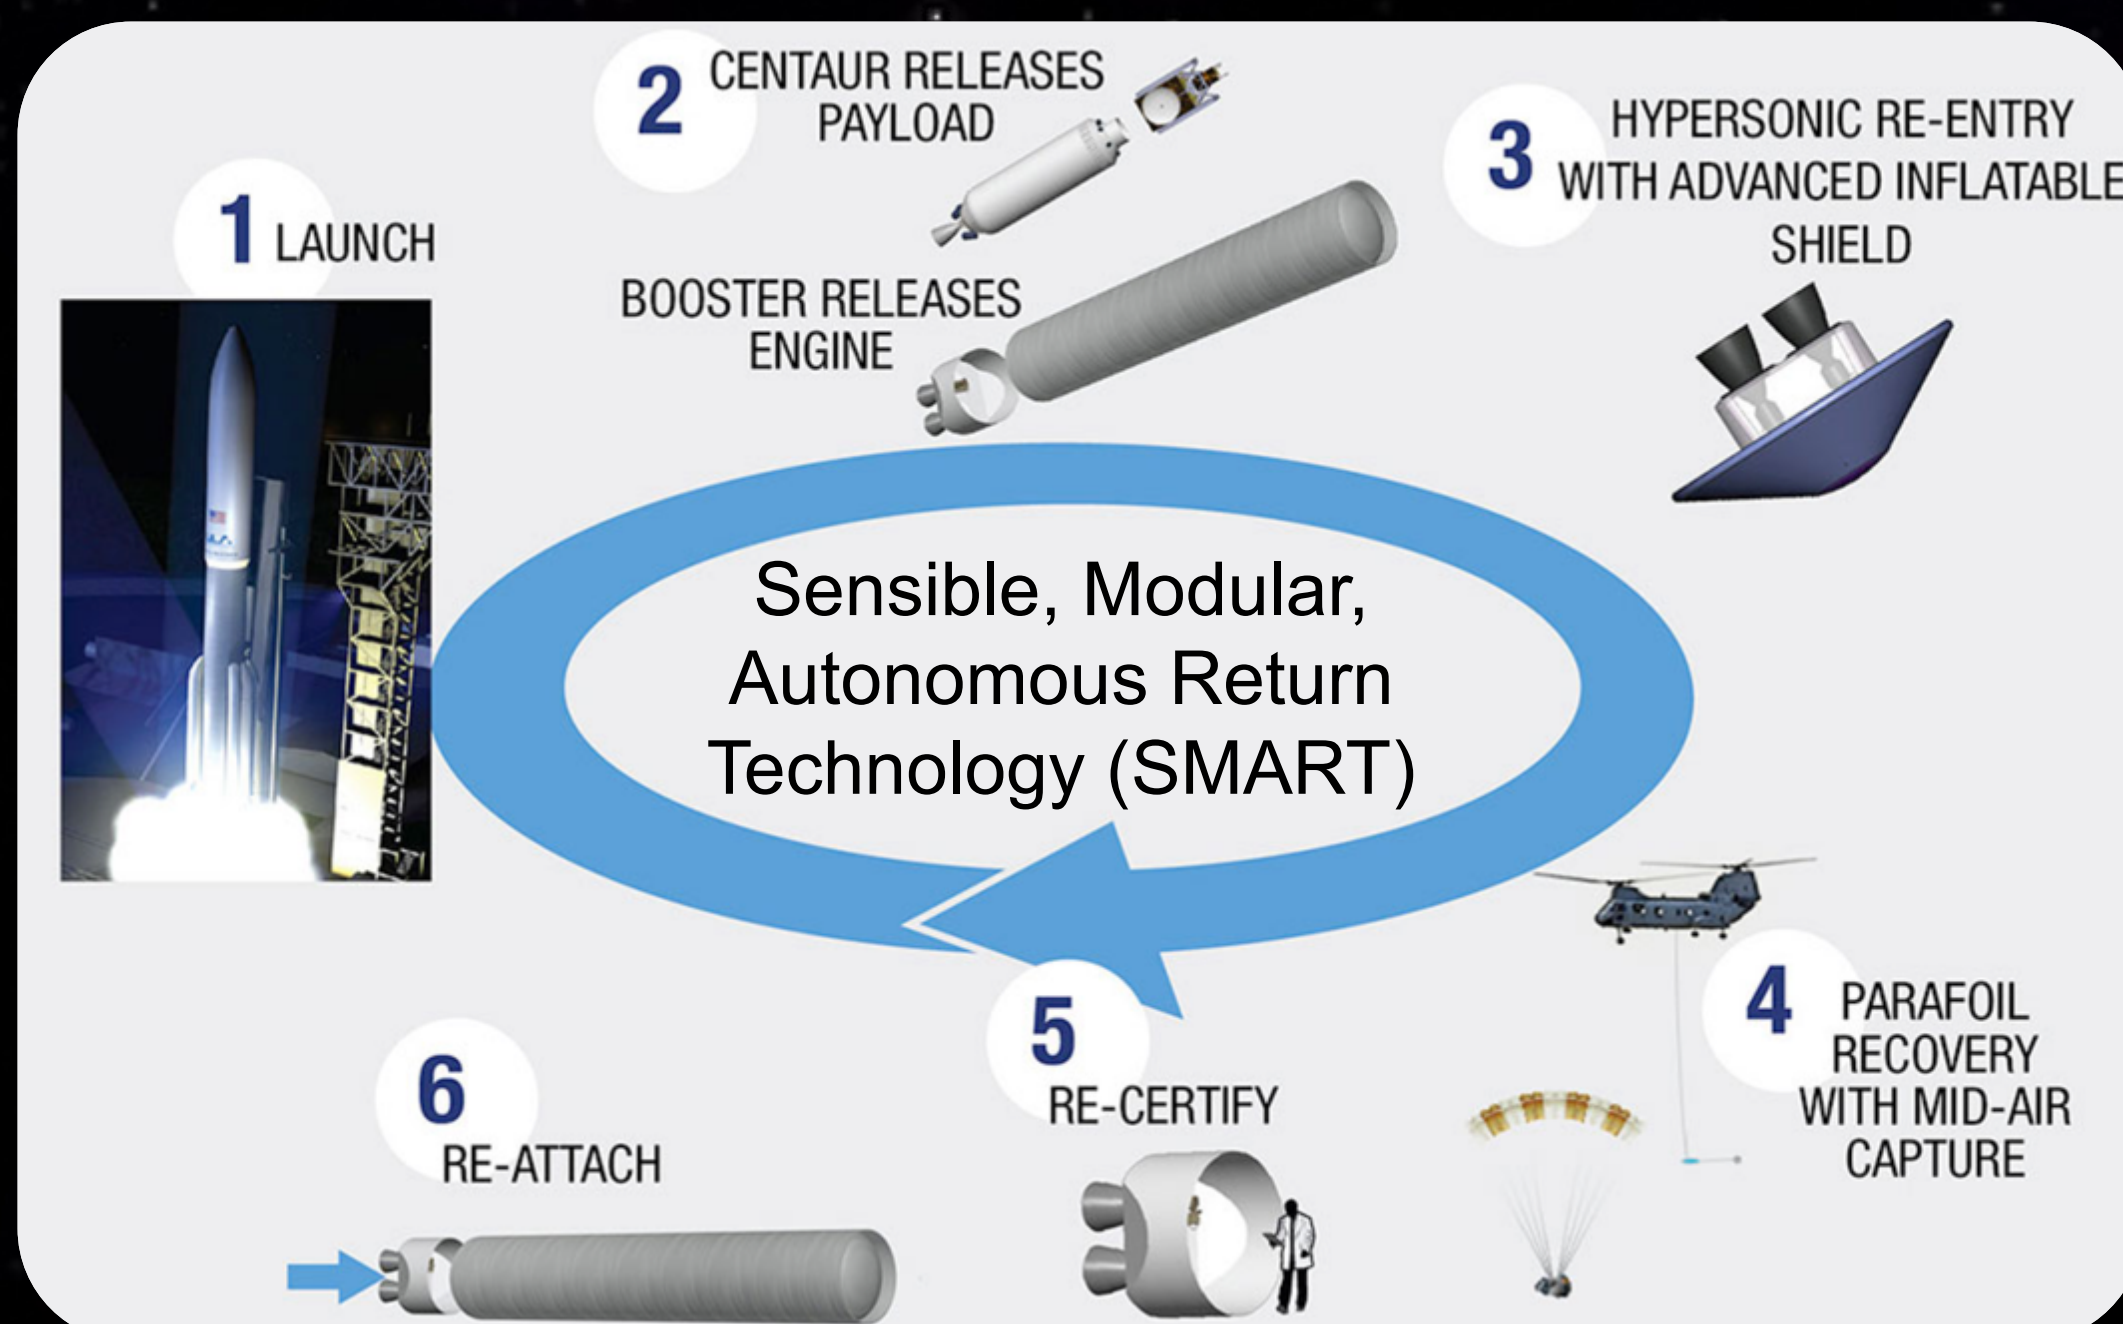 1 LAUNCH
2 CENTAUR RELEASES
PAYLOAD
BOOSTER RELEASES
ENGINE
3 HYPERSONIC RE-ENTRY
WITH ADVANCED INFLATABLE
SHIELD
Sensible, Modular,
Autonomous Return
Technology (SMART)
4 PARAFOIL
RECOVERY
WITH MID-AIR
CAPTURE
5
RE-CERTIFY
6
RE-ATTACH